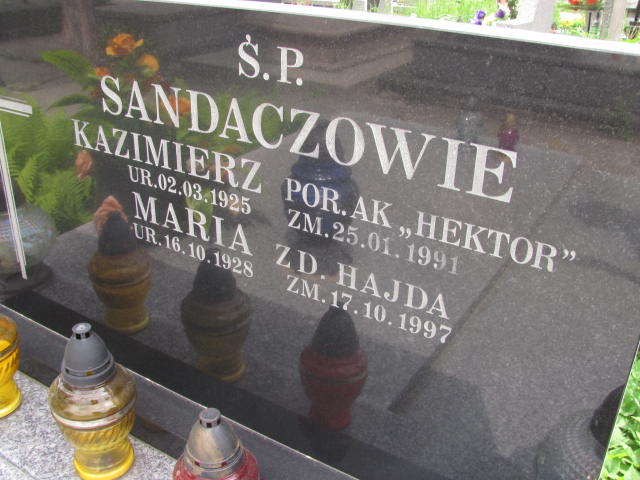 Ś.P.
SANDACZOWIE
KAZIMIERZ POR. AK „HEKTOR”
UR.02.03.1925 ZM.25.01.1991
MARIA Z D. HAJDA
UR.16.10.1928 ZM.17.10.1997